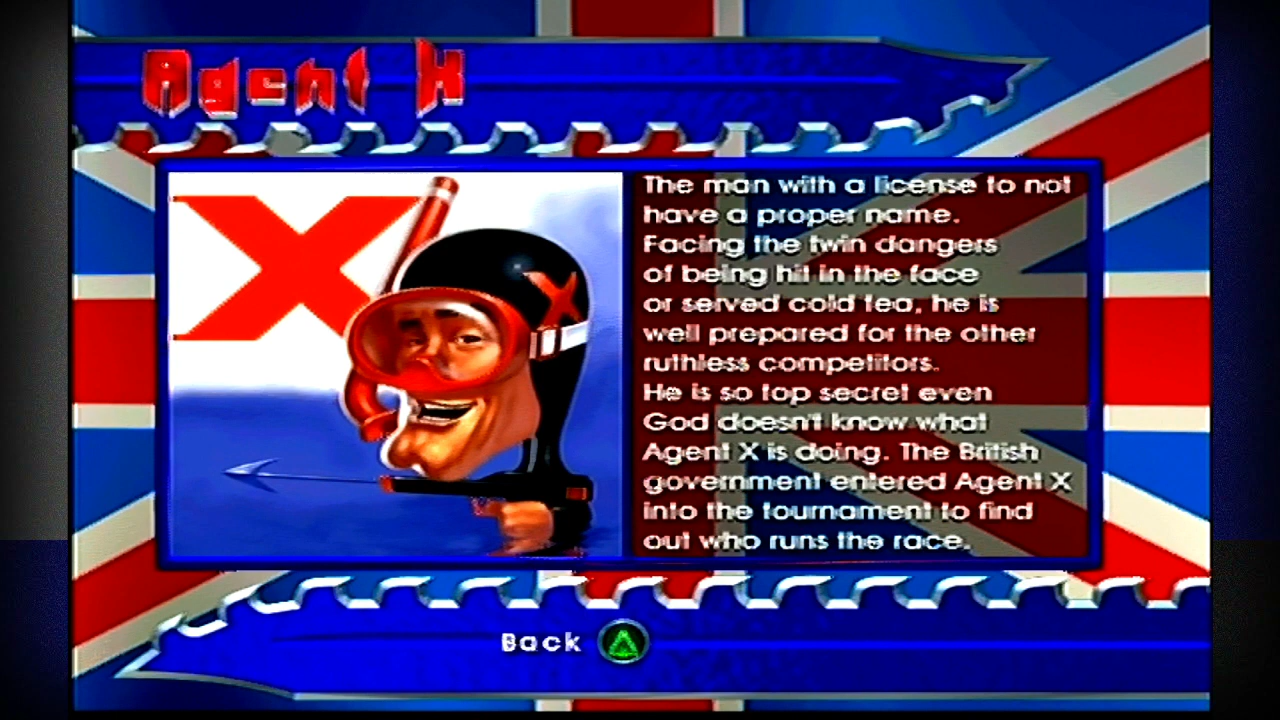 Agent X
X
X
The man with a license to not
have a proper name.
Facing the twin dangers
of being hit in the face
or served cold tea, he is
well prepared for the other
ruthless competitors.
He is so top secret even
God doesn't know what
Agent X is doing. The British
government entered Agent X
into the tournament to find
out who runs the race.
Back